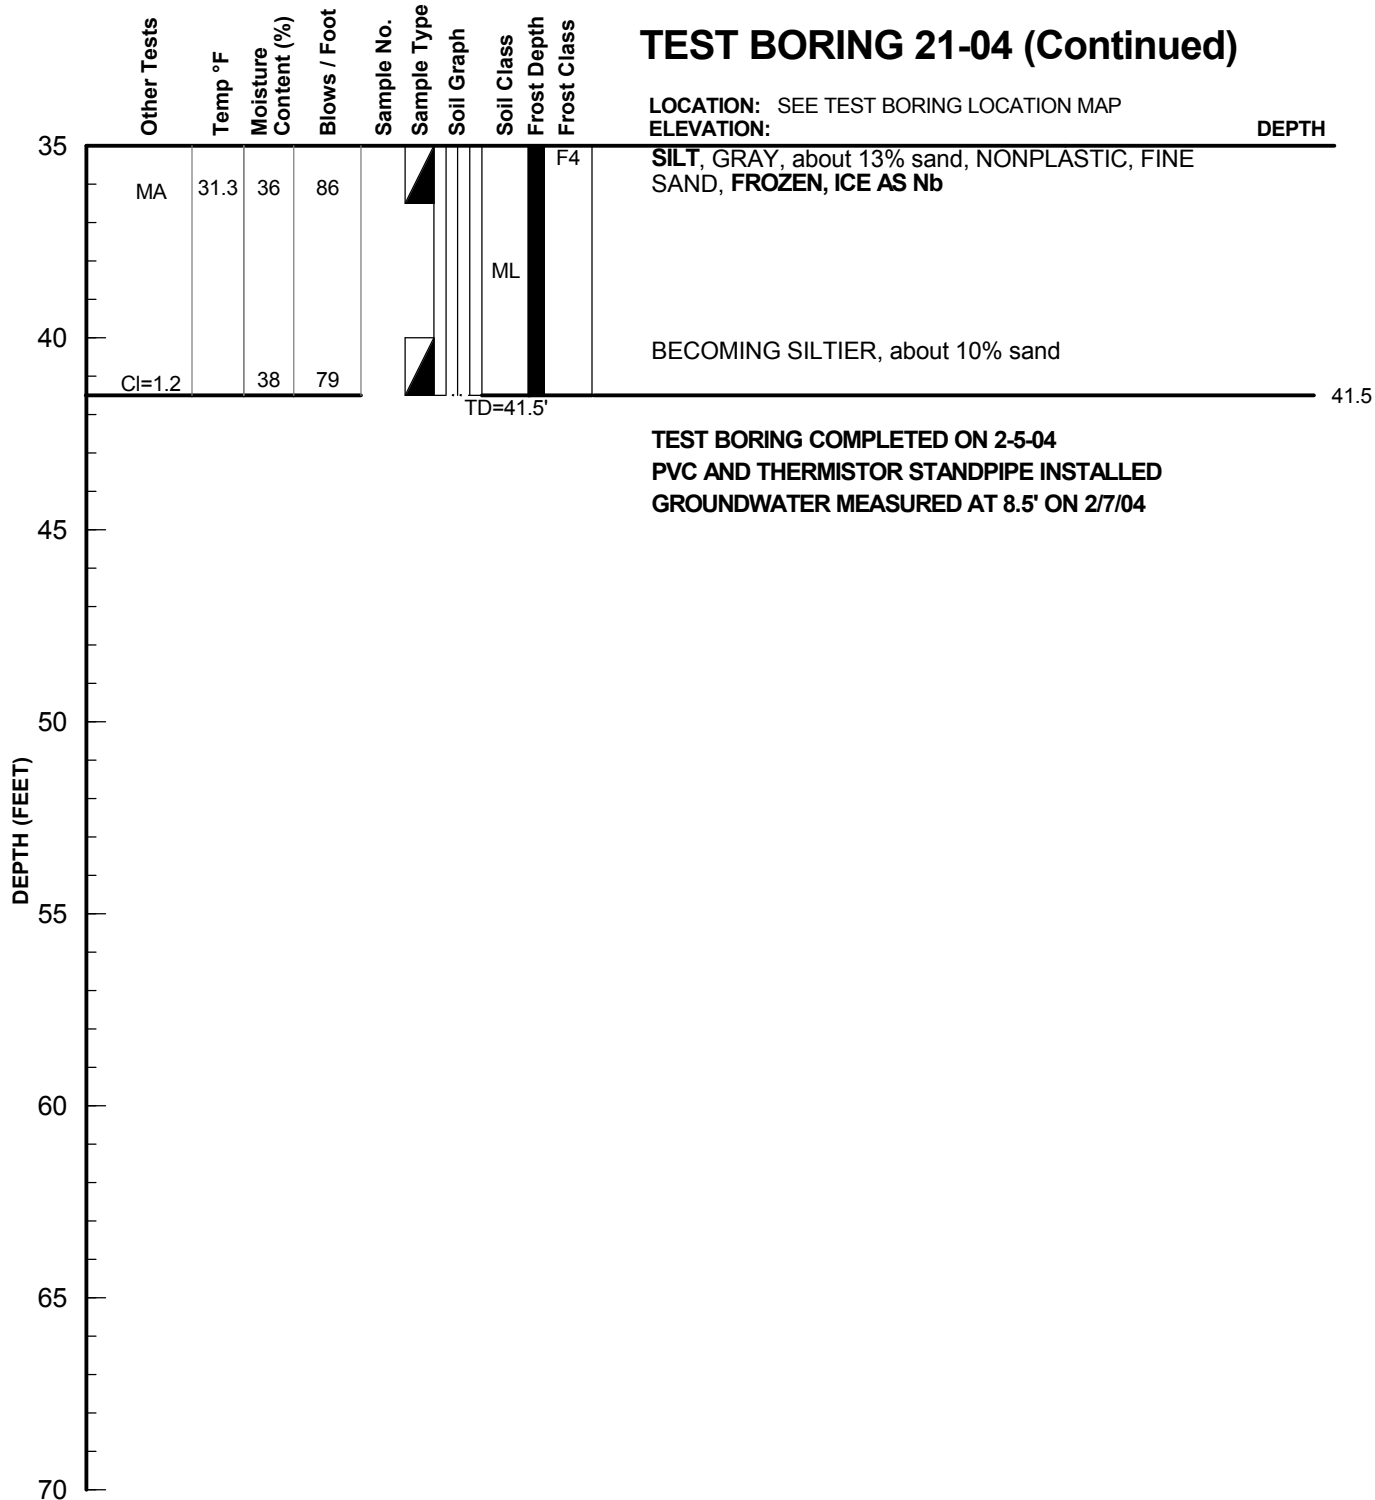 TEST BORING 21-04 (Continued)
Other Tests
Temp °F
Moisture
Content (%)
Blows / Foot
Sample No.
Sample Type
Soil Graph
Soil Class
Frost Depth
Frost Class
LOCATION: SEE TEST BORING LOCATION MAP
ELEVATION: DEPTH
35
F4 SILT, GRAY, about 13% sand, NONPLASTIC, FINE
MA 31.3 36 86 SAND, FROZEN, ICE AS Nb
ML
40 BECOMING SILTIER, about 10% sand
Cl=1.2 38 79
41.5
TD=41.5'
TEST BORING COMPLETED ON 2-5-04
PVC AND THERMISTOR STANDPIPE INSTALLED
GROUNDWATER MEASURED AT 8.5' ON 2/7/04
45
50
DEPTH (FEET)
55
60
65
70